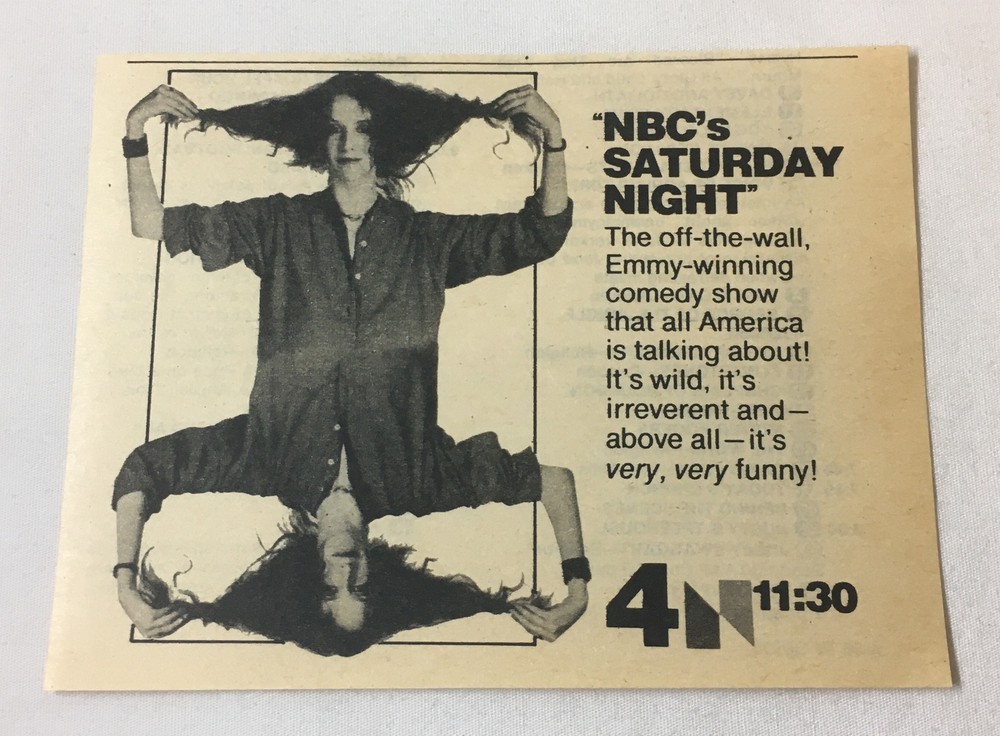 "NBC's
SATURDAY
NIGHT"
The off-the-wall,
Emmy-winning
comedy show
that all America
is talking about!
It's wild, it's
irreverent and—
above all—it's
very, very funny!
4N 11:30